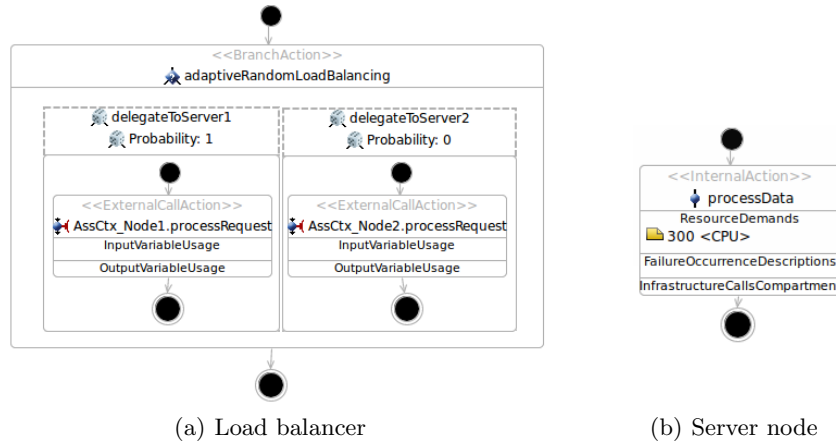 <<BranchAction>>
adaptiveRandomLoadBalancing
delegateToServer1
Probability: 1
<<ExternalCallAction>>
AssCtx_Node1.processRequest
InputVariableUsage
OutputVariableUsage
delegateToServer2
Probability: 0
<<ExternalCallAction>>
AssCtx_Node2.processRequest
InputVariableUsage
OutputVariableUsage
(a) Load balancer
<<InternalAction>>
processData
ResourceDemands
300 <CPU>
FailureOccurrenceDescriptions
InfrastructureCallsCompartmen
(b) Server node